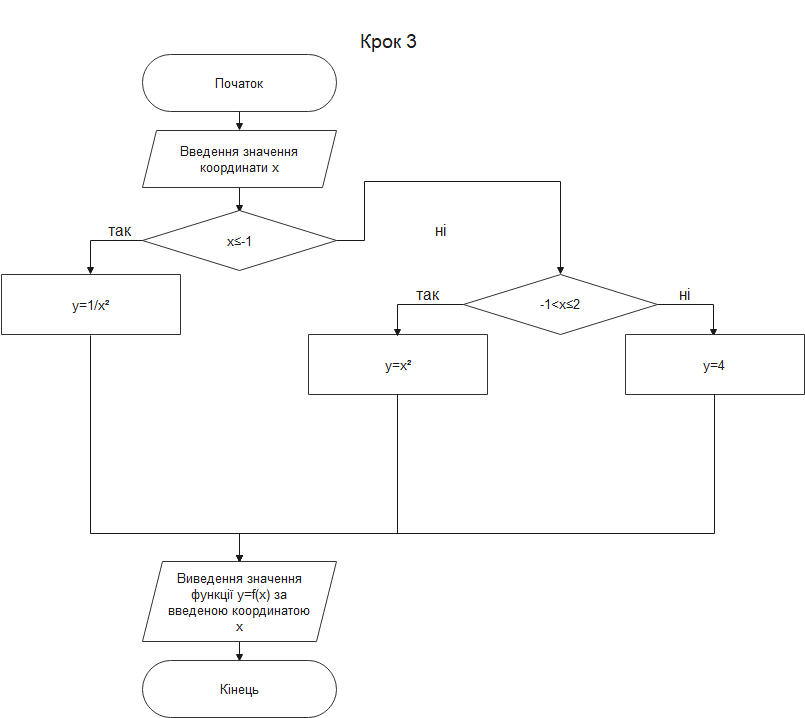 Крок 3
Початок
Введення значення
координати x
так
ні
x≤-1
y=1/x²
так
ні
-1<x≤2
y=x²
y=4
Виведення значення
функції y=f(x) за
введеною координатою
x
Кінець